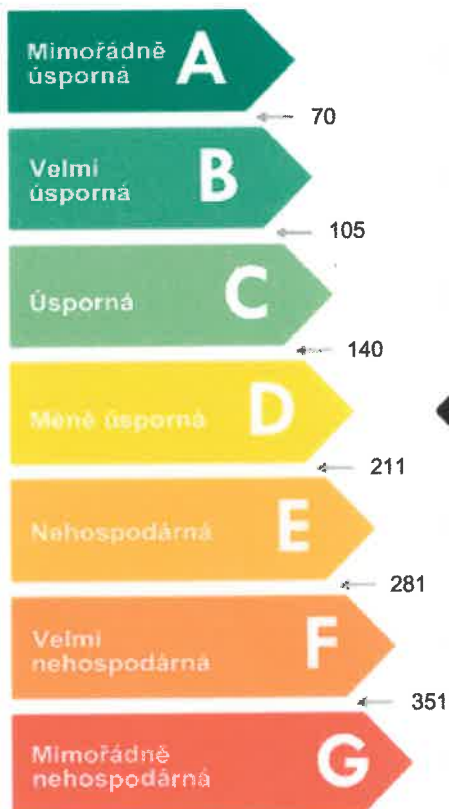 Mimořádně
úsporná
A
70
Velmi
úsporná
B
105
Úsporná
C
140
Méně úsporná
D
211
Nehospodárná
E
281
Velmi
nehospodárná
F
351
Mimořádně
nehospodárná
G